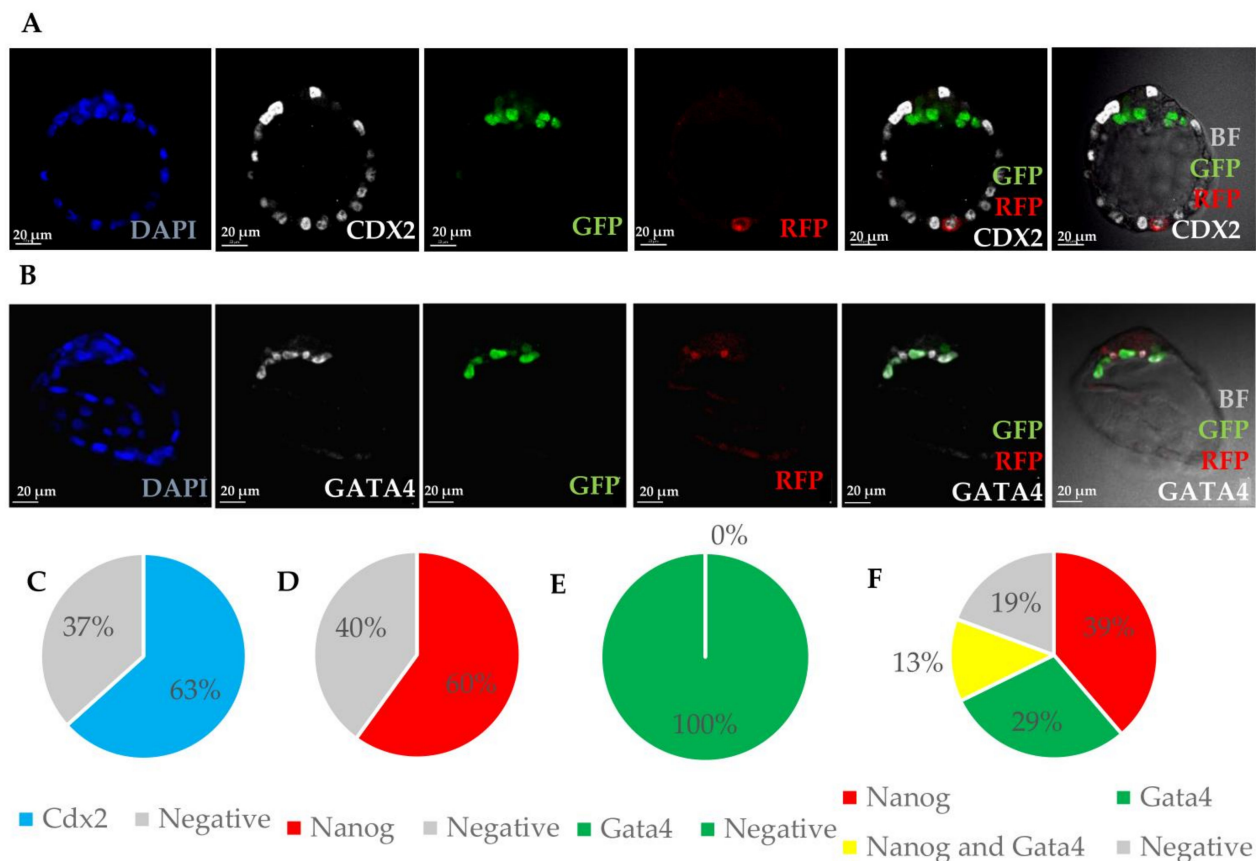 A
DAPI
20 μm
CDX2
20 μm
GFP
20 μm
RFP
20 μm
GFP
RFP
CDX2
20 μm
BF
GFP
RFP
CDX2
20 μm
B
DAPI
20 μm
GATA4
20 μm
GFP
20 μm
RFP
20 μm
GFP
RFP
GATA4
20 μm
BF
GFP
RFP
GATA4
20 μm
C
37%
63%
Cdx2 Negative
D
40%
60%
Nanog Negative
E
0%
100%
Gata4 Negative
F
19%
39%
13%
29%
Nanog Gata4
Nanog and Gata4 Negative